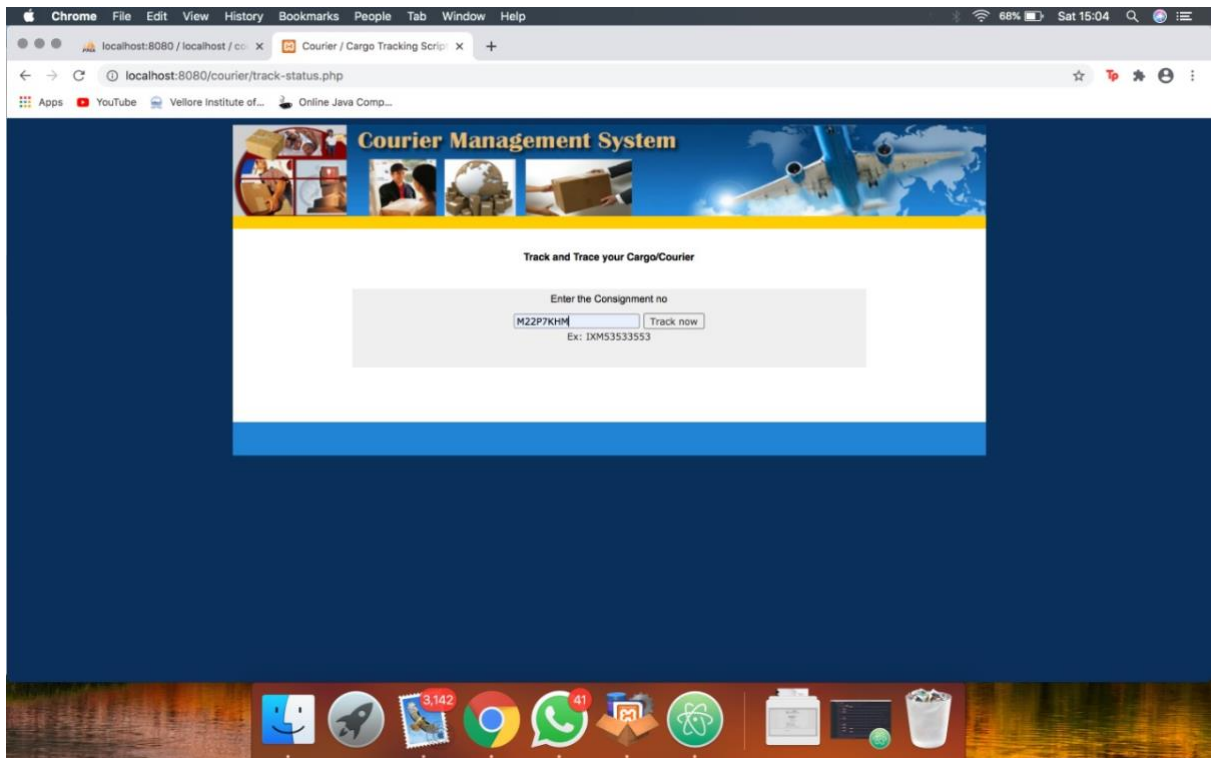 Chrome File Edit View History Bookmarks People Tab Window Help 68% Sat 15:04
localhost:8080 / localhost / co Courier / Cargo Tracking Scrip
localhost:8080/courier/track-status.php
Apps YouTube Vellore Institute of... Online Java Comp...
Courier Management System
Track and Trace your Cargo/Courier
Enter the Consignment no
M22P7KHM Track now
Ex: IXM53533553
3,142 41